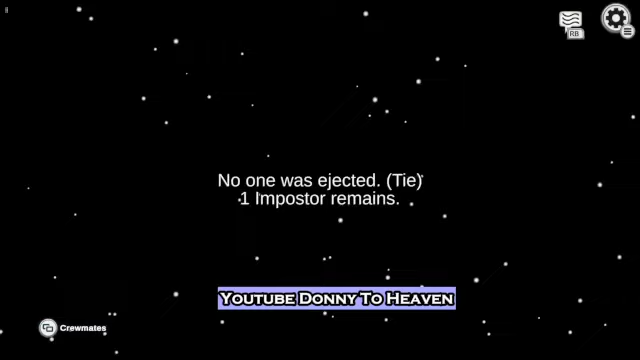 RB
No one was ejected. (Tie)
1 Impostor remains.
Youtube Donny To Heaven
Crewmates